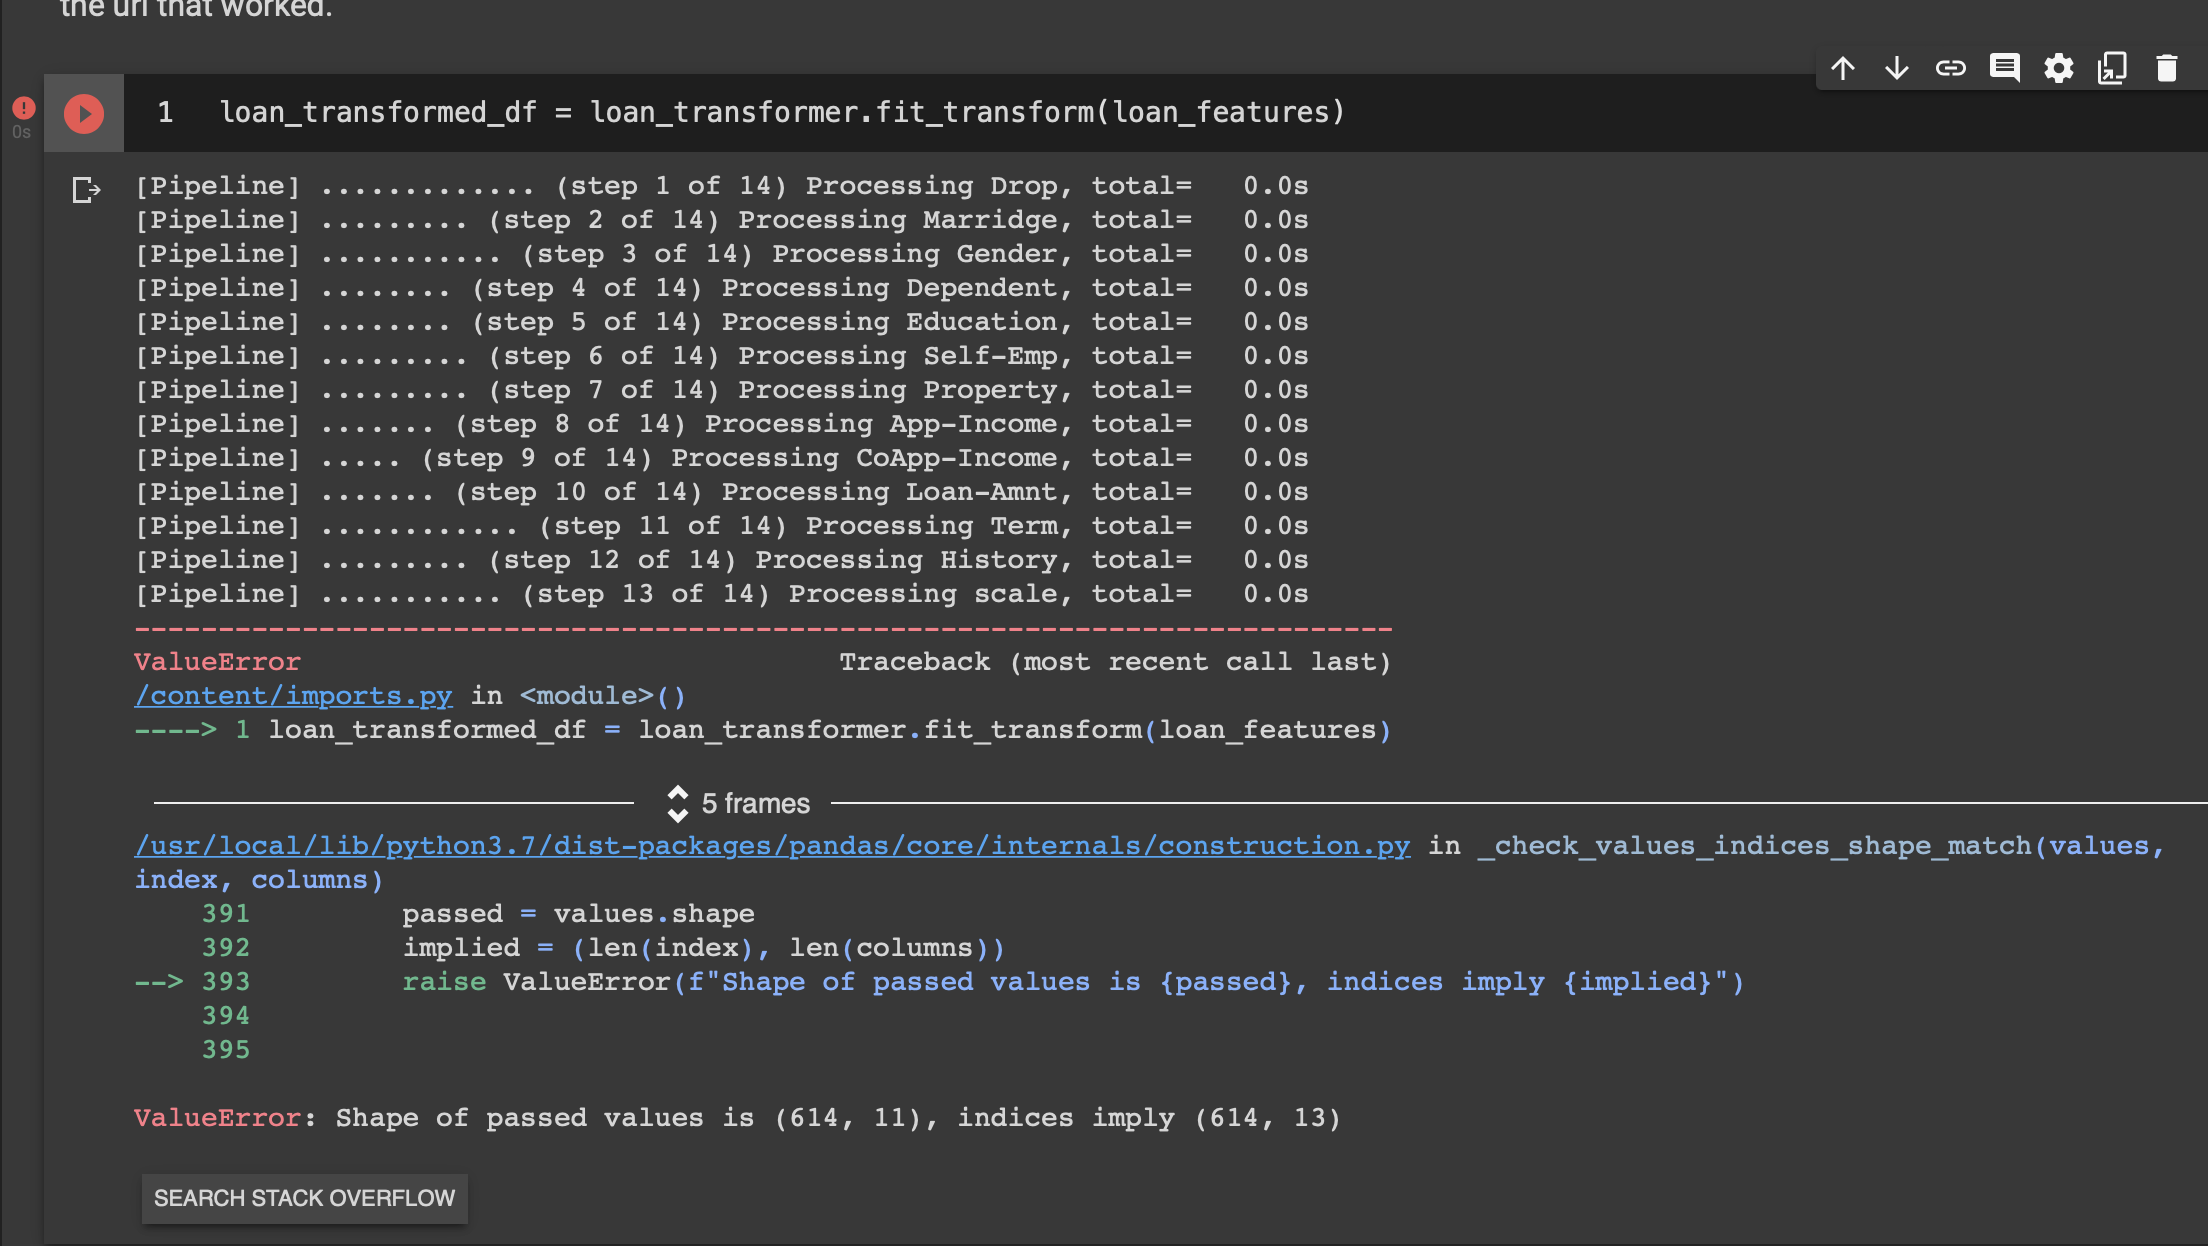 the url that worked.
0s
1 loan_transformed_df = loan_transformer.fit_transform(loan_features)
[Pipeline] ............. (step 1 of 14) Processing Drop, total=   0.0s
[Pipeline] ......... (step 2 of 14) Processing Marridge, total=   0.0s
[Pipeline] ........... (step 3 of 14) Processing Gender, total=   0.0s
[Pipeline] ........ (step 4 of 14) Processing Dependent, total=   0.0s
[Pipeline] ........ (step 5 of 14) Processing Education, total=   0.0s
[Pipeline] ......... (step 6 of 14) Processing Self-Emp, total=   0.0s
[Pipeline] ......... (step 7 of 14) Processing Property, total=   0.0s
[Pipeline] ....... (step 8 of 14) Processing App-Income, total=   0.0s
[Pipeline] ..... (step 9 of 14) Processing CoApp-Income, total=   0.0s
[Pipeline] ....... (step 10 of 14) Processing Loan-Amnt, total=   0.0s
[Pipeline] ............ (step 11 of 14) Processing Term, total=   0.0s
[Pipeline] ......... (step 12 of 14) Processing History, total=   0.0s
[Pipeline] ........... (step 13 of 14) Processing scale, total=   0.0s
---------------------------------------------------------------------------
ValueError                                Traceback (most recent call last)
/content/imports.py in <module>()
----> 1 loan_transformed_df = loan_transformer.fit_transform(loan_features)
5 frames
/usr/local/lib/python3.7/dist-packages/pandas/core/internals/construction.py in _check_values_indices_shape_match(values,
index, columns)
    391         passed = values.shape
    392         implied = (len(index), len(columns))
--> 393         raise ValueError(f"Shape of passed values is {passed}, indices imply {implied}")
    394
    395
ValueError: Shape of passed values is (614, 11), indices imply (614, 13)
SEARCH STACK OVERFLOW